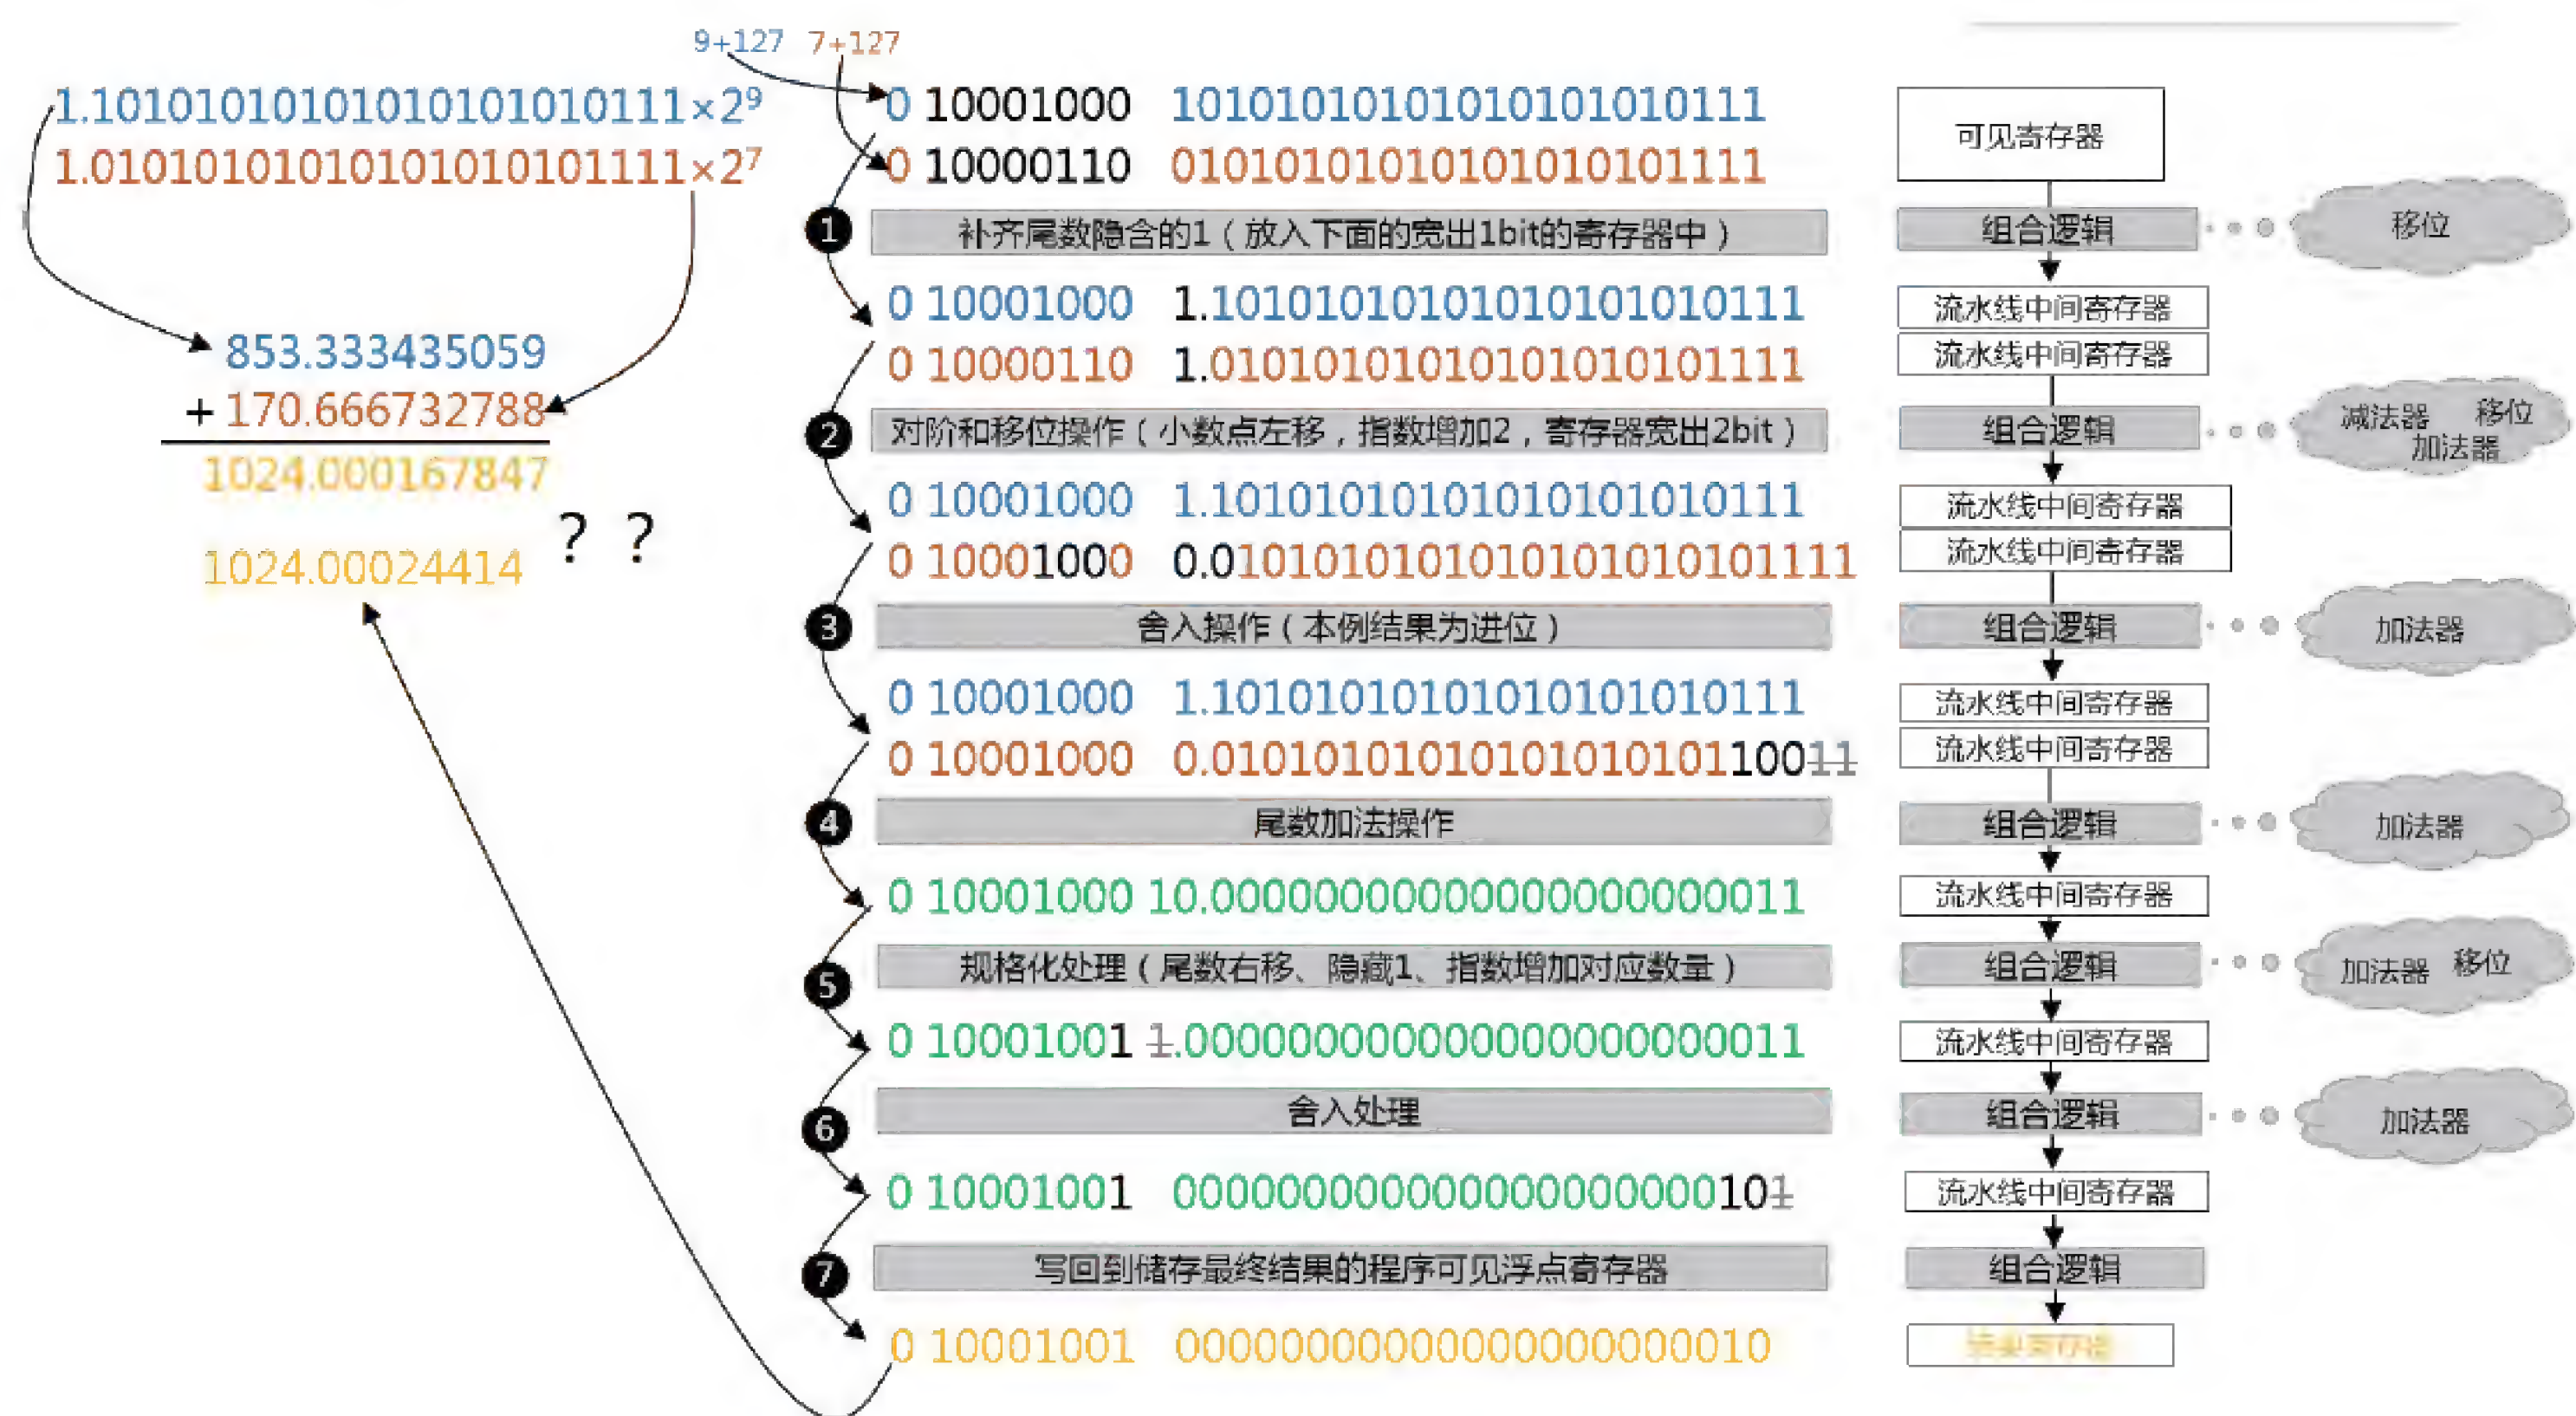 9+127 7+127
1.10101010101010101010111×2⁹
1.01010101010101010101111×2⁷
853.333435059
+ 170.666732788
1024.000167847
? ?
1024.00024414
0 10001000 10101010101010101010111
0 10000110 01010101010101010101111
1 补齐尾数隐含的1（放入下面的宽出1bit的寄存器中）
0 10001000 1.10101010101010101010111
0 10000110 1.01010101010101010101111
2 对阶和移位操作（小数点左移，指数增加2，寄存器宽出2bit）
0 10001000 1.10101010101010101010111
0 10001000 0.0101010101010101010101111
3 舍入操作（本例结果为进位）
0 10001000 1.10101010101010101010111
0 10001000 0.0101010101010101010110011
4 尾数加法操作
0 10001000 10.00000000000000000000011
5 规格化处理（尾数右移、隐藏1、指数增加对应数量）
0 10001001 1.000000000000000000000011
6 舍入处理
0 10001001 000000000000000000000101
7 写回到储存最终结果的程序可见浮点寄存器
0 10001001 00000000000000000000010
可见寄存器
组合逻辑 移位
流水线中间寄存器
流水线中间寄存器
组合逻辑 减法器 移位
加法器
流水线中间寄存器
流水线中间寄存器
组合逻辑 加法器
流水线中间寄存器
流水线中间寄存器
组合逻辑 加法器
流水线中间寄存器
组合逻辑 加法器 移位
流水线中间寄存器
组合逻辑 加法器
流水线中间寄存器
组合逻辑